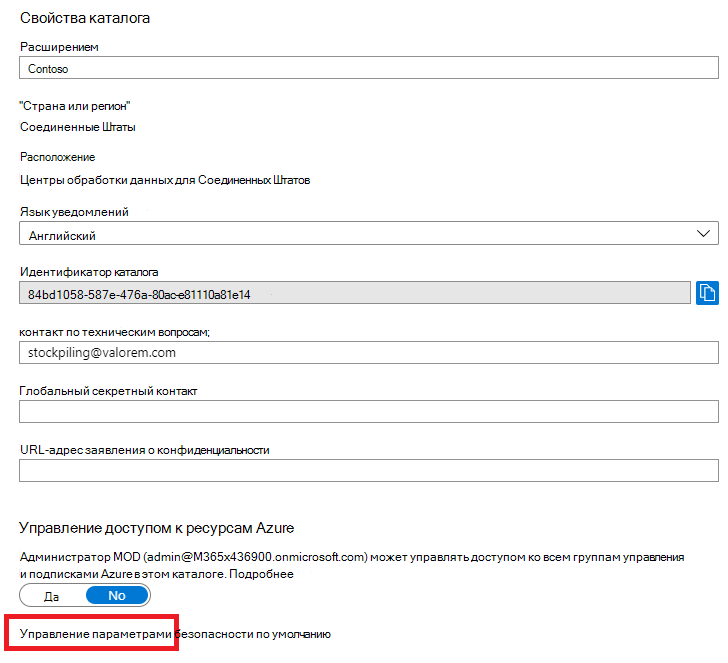 Свойства каталога
Расширением
Contoso
"Страна или регион"
Соединенные Штаты
Расположение
Центры обработки данных для Соединенных Штатов
Язык уведомлений
Английский
Идентификатор каталога
84bd1058-587e-476a-80ac-e81110a81e14
контакт по техническим вопросам;
stockpiling@valorem.com
Глобальный секретный контакт
URL-адрес заявления о конфиденциальности
Управление доступом к ресурсам Azure
Администратор MOD (admin@M365x436900.onmicrosoft.com) может управлять доступом ко всем группам управления
и подписками Azure в этом каталоге. Подробнее
Да No
Управление параметрами безопасности по умолчанию